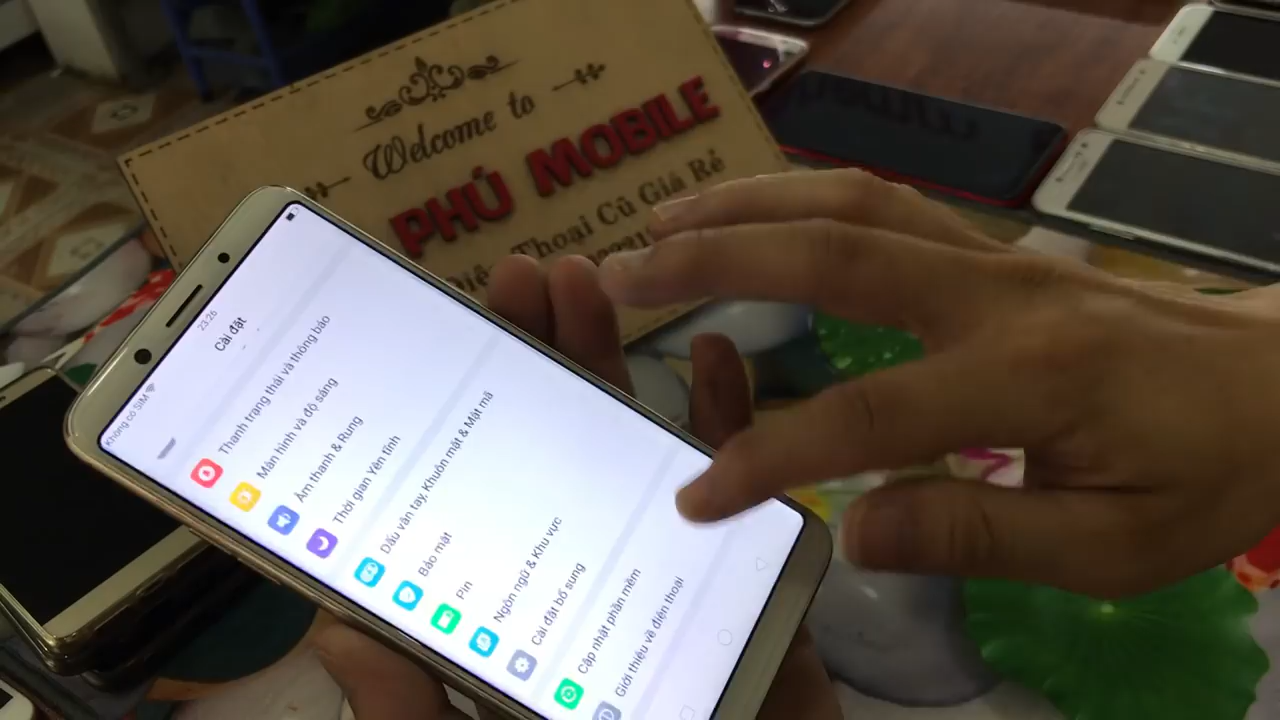 Welcome to
PHÚ MOBILE
Thoại Cũ Giá Rẻ
Không có SIM
23:26
Cài đặt
Thanh trạng thái và thông báo
Màn hình và độ sáng
Âm thanh & Rung
Thời gian Yên tĩnh
Dấu vân tay, Khuôn mặt & Mật mã
Bảo mật
Pin
Ngôn ngữ & Khu vực
Cài đặt bổ sung
Cập nhật phần mềm
Giới thiệu về điện thoại